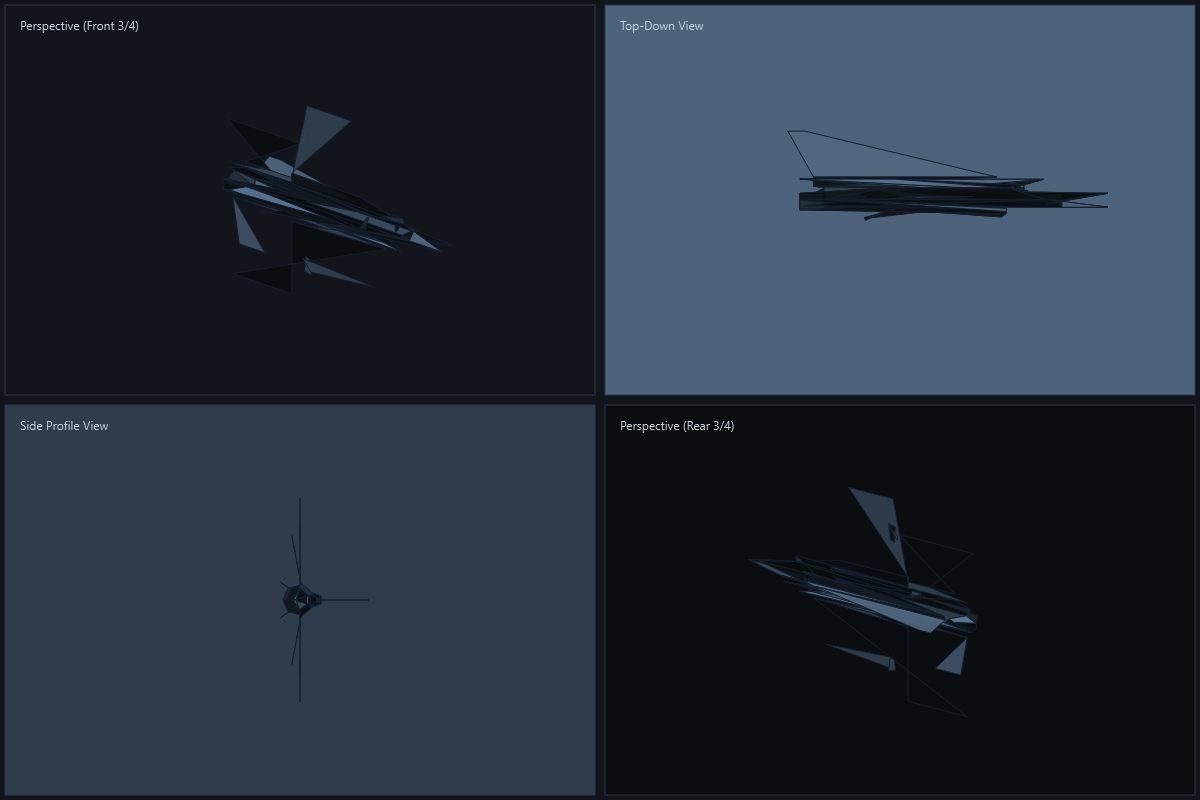 Perspective (Front 3/4)
Top-Down View
Side Profile View
Perspective (Rear 3/4)